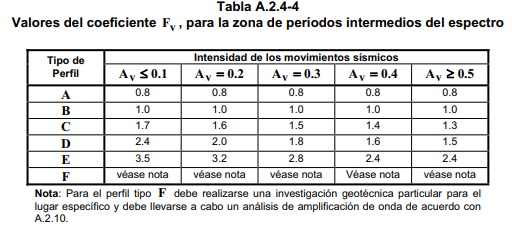 Tabla A.2.4-4
Valores del coeficiente Fv, para la zona de periodos intermedios del espectro
Tipo de Perfil Intensidad de los movimientos sísmicos
Av ≤ 0.1 Av = 0.2 Av = 0.3 Av = 0.4 Av ≥ 0.5
A 0.8 0.8 0.8 0.8 0.8
B 1.0 1.0 1.0 1.0 1.0
C 1.7 1.6 1.5 1.4 1.3
D 2.4 2.0 1.8 1.6 1.5
E 3.5 3.2 2.8 2.4 2.4
F véase nota véase nota véase nota Véase nota véase nota
Nota: Para el perfil tipo F debe realizarse una investigación geotécnica particular para el
lugar específico y debe llevarse a cabo un análisis de amplificación de onda de acuerdo con
A.2.10.